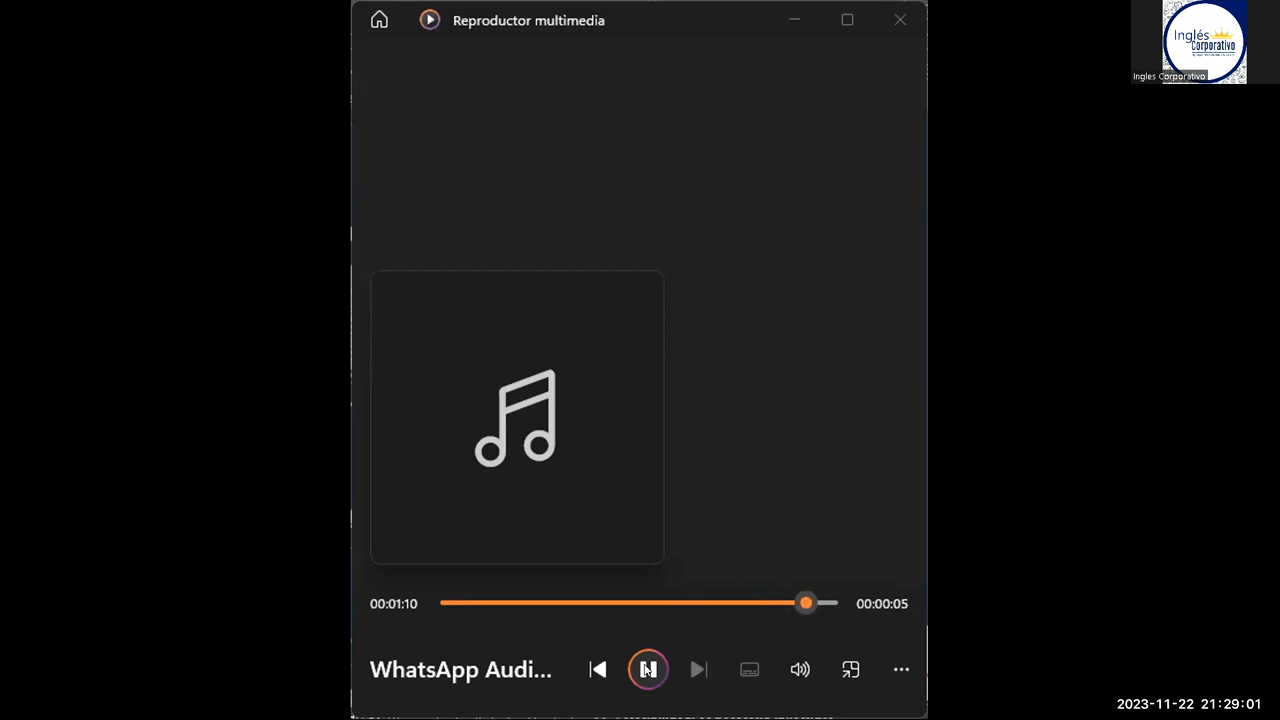 Reproductor multimedia
Inglés
Corporativo
Ingles Corporativo
00:01:10
00:00:05
WhatsApp Audi...
2023-11-22 21:29:01